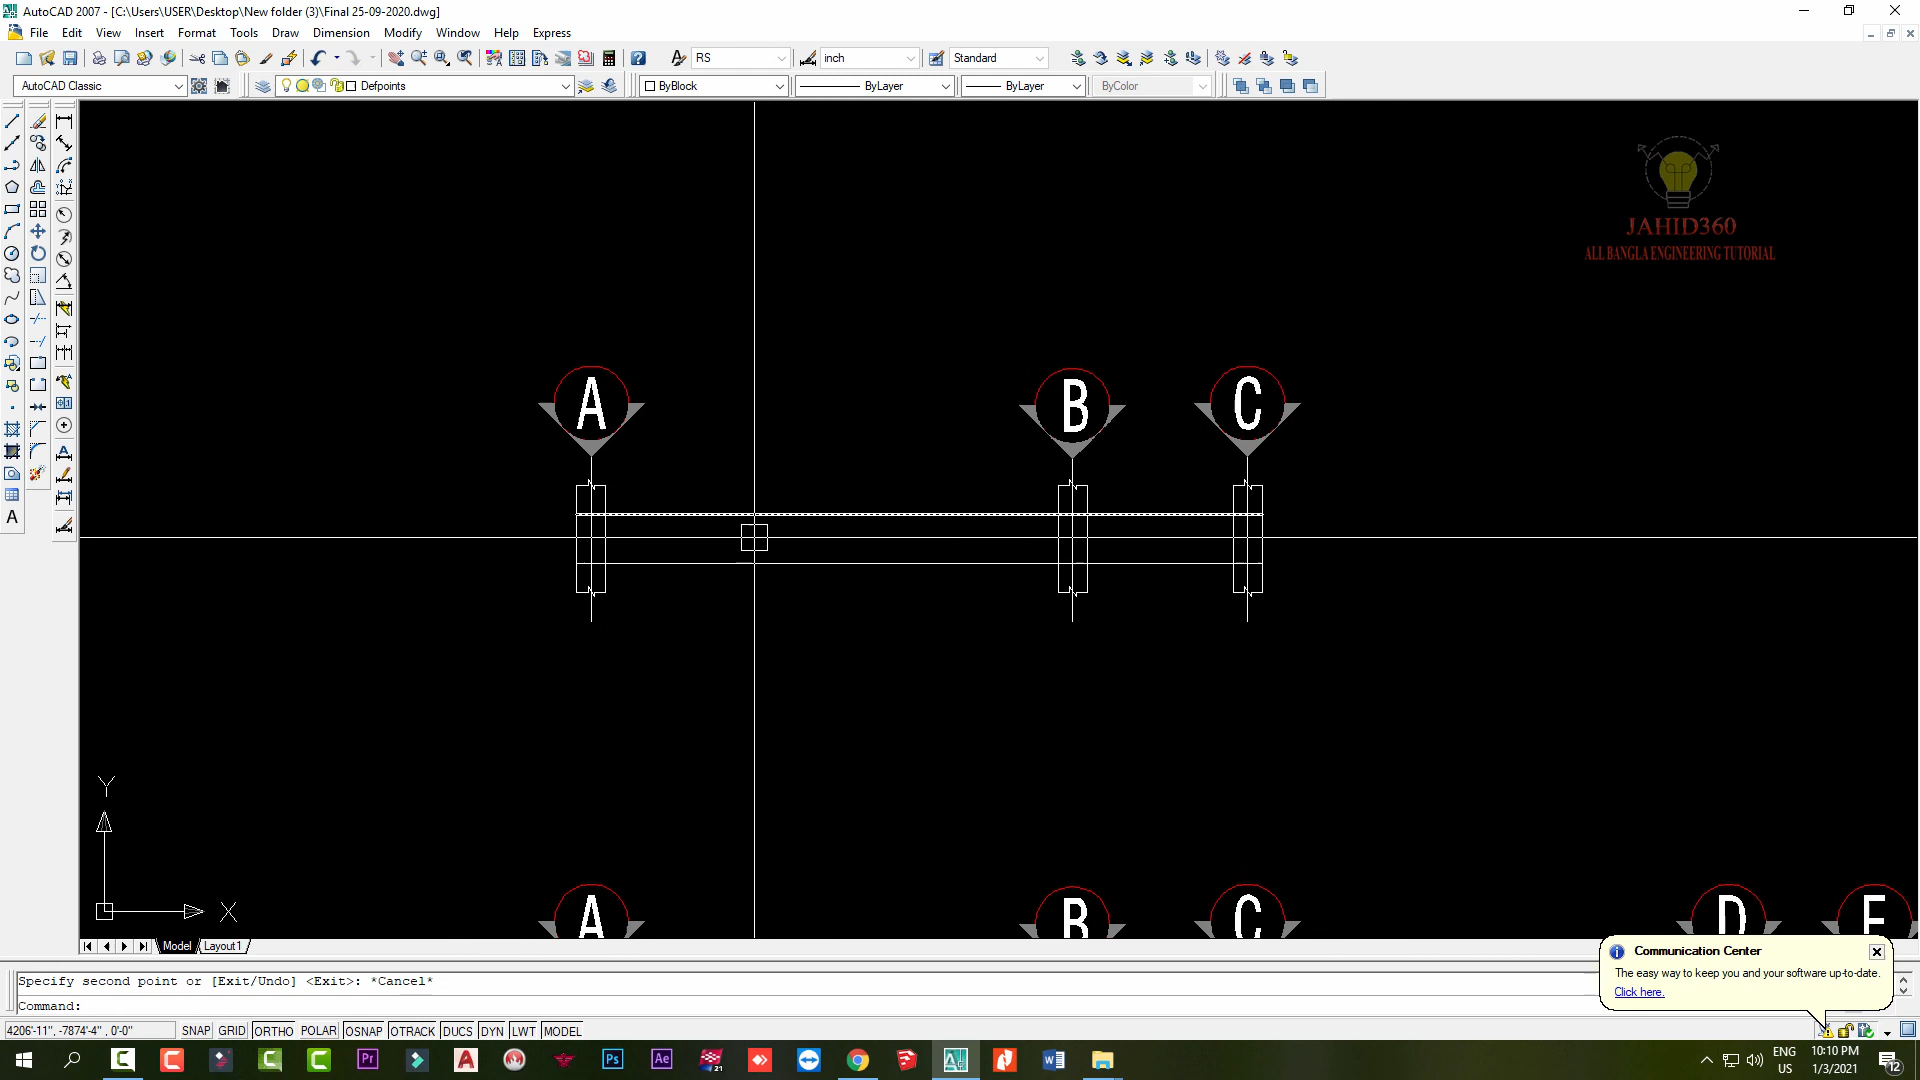 AutoCAD 2007 - [C:\Users\USER\Desktop\New folder (3)\Final 25-09-2020.dwg]
File Edit View Insert Format Tools Draw Dimension Modify Window Help Express
RS inch Standard
AutoCAD Classic Defpoints ByBlock ByLayer ByLayer ByColor
JAHID360
ALL BANGLA ENGINEERING TUTORIAL
A B C
Y
X
A B C D E
Model Layout1
Communication Center
The easy way to keep you and your software up-to-date.
Click here.
Specify second point or [Exit/Undo] <Exit>: *Cancel*
Command:
4206'-11", -7874'-4" , 0'-0" SNAP GRID ORTHO POLAR OSNAP OTRACK DUCS DYN LWT MODEL
ENG
US
10:10 PM
1/3/2021
12